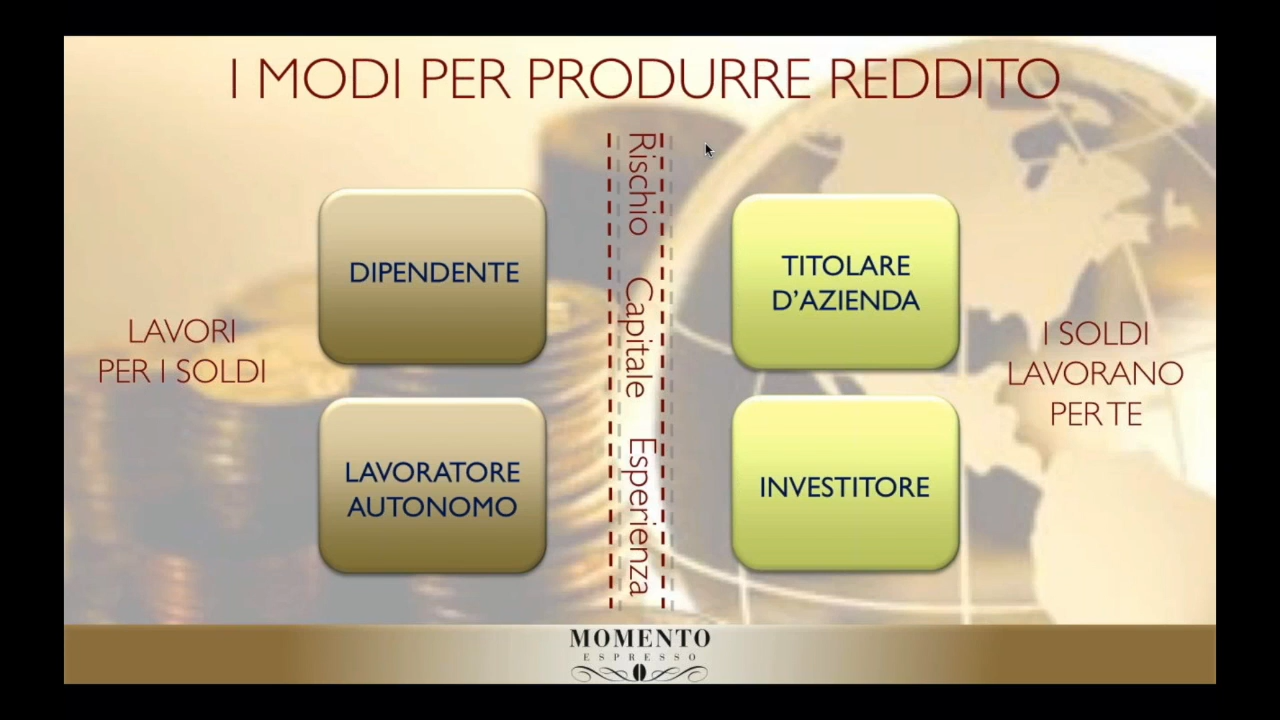 I MODI PER PRODURRE REDDITO
LAVORI
PER I SOLDI
DIPENDENTE
LAVORATORE
AUTONOMO
Rischio Capitale Esperienza
TITOLARE
D'AZIENDA
INVESTITORE
I SOLDI
LAVORANO
PER TE
MOMENTO
ESPRESSO